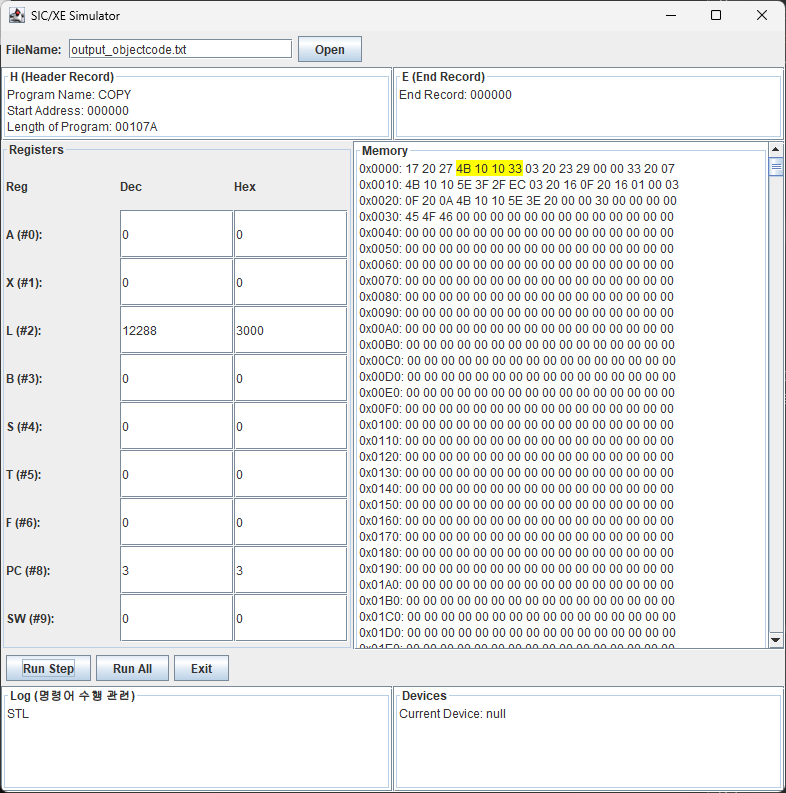 SIC/XE Simulator
FileName: output_objectcode.txt Open
H (Header Record)
Program Name: COPY
Start Address: 000000
Length of Program: 00107A
E (End Record)
End Record: 000000
Registers
Reg Dec Hex
A (#0): 0 0
X (#1): 0 0
L (#2): 12288 3000
B (#3): 0 0
S (#4): 0 0
T (#5): 0 0
F (#6): 0 0
PC (#8): 3 3
SW (#9): 0 0
Memory
0x0000: 17 20 27 4B 10 10 33 03 20 23 29 00 00 33 20 07
0x0010: 4B 10 10 5E 3F 2F EC 03 20 16 0F 20 16 01 00 03
0x0020: 0F 20 0A 4B 10 10 5E 3E 20 00 00 30 00 00 00 00
0x0030: 45 4F 46 00 00 00 00 00 00 00 00 00 00 00 00 00
0x0040: 00 00 00 00 00 00 00 00 00 00 00 00 00 00 00 00
0x0050: 00 00 00 00 00 00 00 00 00 00 00 00 00 00 00 00
0x0060: 00 00 00 00 00 00 00 00 00 00 00 00 00 00 00 00
0x0070: 00 00 00 00 00 00 00 00 00 00 00 00 00 00 00 00
0x0080: 00 00 00 00 00 00 00 00 00 00 00 00 00 00 00 00
0x0090: 00 00 00 00 00 00 00 00 00 00 00 00 00 00 00 00
0x00A0: 00 00 00 00 00 00 00 00 00 00 00 00 00 00 00 00
0x00B0: 00 00 00 00 00 00 00 00 00 00 00 00 00 00 00 00
0x00C0: 00 00 00 00 00 00 00 00 00 00 00 00 00 00 00 00
0x00D0: 00 00 00 00 00 00 00 00 00 00 00 00 00 00 00 00
0x00E0: 00 00 00 00 00 00 00 00 00 00 00 00 00 00 00 00
0x00F0: 00 00 00 00 00 00 00 00 00 00 00 00 00 00 00 00
0x0100: 00 00 00 00 00 00 00 00 00 00 00 00 00 00 00 00
0x0110: 00 00 00 00 00 00 00 00 00 00 00 00 00 00 00 00
0x0120: 00 00 00 00 00 00 00 00 00 00 00 00 00 00 00 00
0x0130: 00 00 00 00 00 00 00 00 00 00 00 00 00 00 00 00
0x0140: 00 00 00 00 00 00 00 00 00 00 00 00 00 00 00 00
0x0150: 00 00 00 00 00 00 00 00 00 00 00 00 00 00 00 00
0x0160: 00 00 00 00 00 00 00 00 00 00 00 00 00 00 00 00
0x0170: 00 00 00 00 00 00 00 00 00 00 00 00 00 00 00 00
0x0180: 00 00 00 00 00 00 00 00 00 00 00 00 00 00 00 00
0x0190: 00 00 00 00 00 00 00 00 00 00 00 00 00 00 00 00
0x01A0: 00 00 00 00 00 00 00 00 00 00 00 00 00 00 00 00
0x01B0: 00 00 00 00 00 00 00 00 00 00 00 00 00 00 00 00
0x01C0: 00 00 00 00 00 00 00 00 00 00 00 00 00 00 00 00
0x01D0: 00 00 00 00 00 00 00 00 00 00 00 00 00 00 00 00
0x01E0: 00 00 00 00 00 00 00 00 00 00 00 00 00 00 00 00
Run Step Run All Exit
Log (명령어 수행 관련)
STL
Devices
Current Device: null